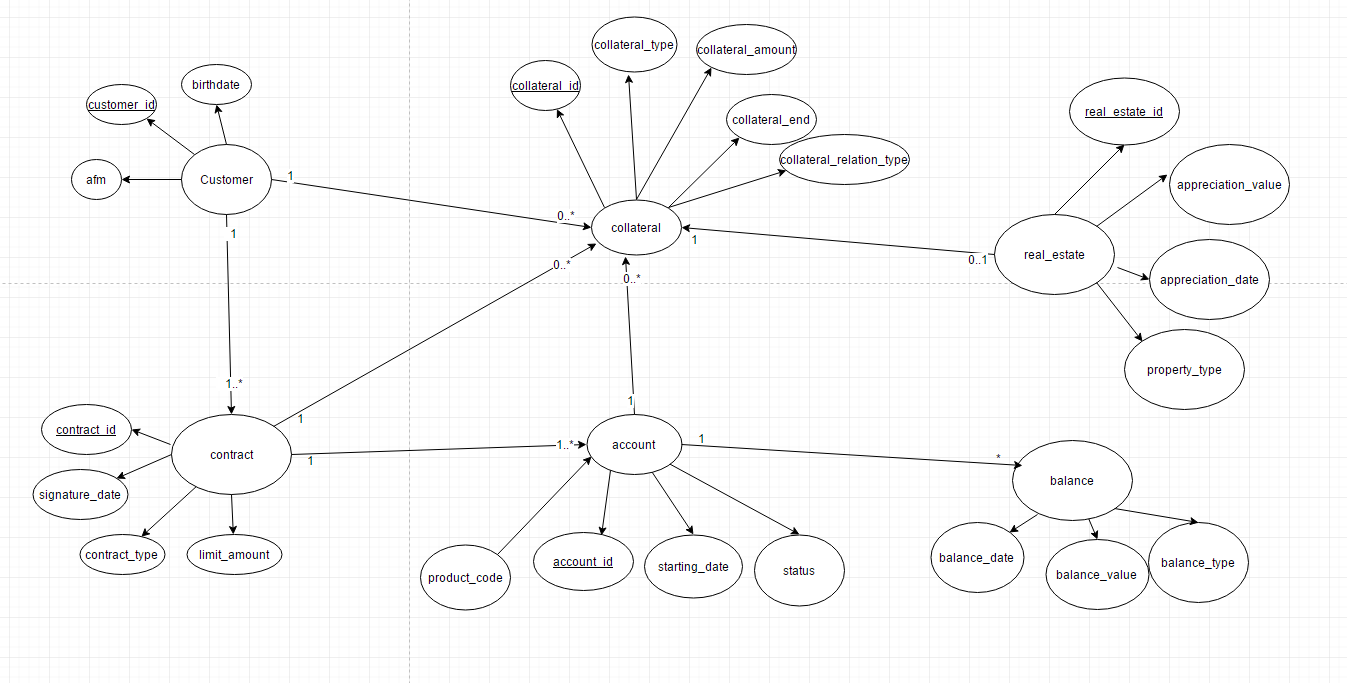 collateral_type
collateral_amount
birthdate
collateral_id
customer_id
real_estate_id
collateral_end
collateral_relation_type
afm
Customer
1
appreciation_value
0..*
collateral
1
1
real_estate
0..1
0..*
0..*
appreciation_date
property_type
1..*
1
1
contract_id
contract
1
1..*
account
1
*
balance
signature_date
contract_type
limit_amount
product_code
account_id
starting_date
status
balance_date
balance_value
balance_type